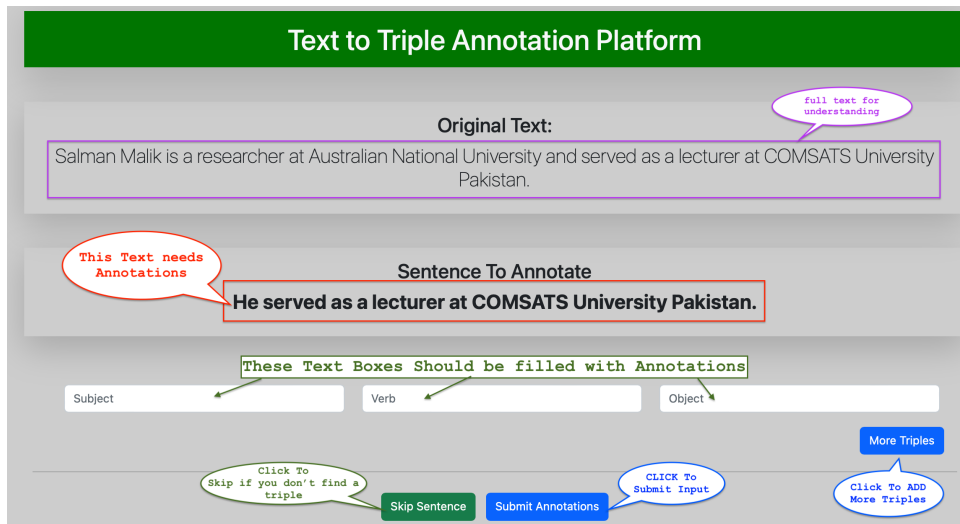 Text to Triple Annotation Platform
full text for
understanding
Original Text:
Salman Malik is a researcher at Australian National University and served as a lecturer at COMSATS University
Pakistan.
This Text needs
Annotations
Sentence To Annotate
He served as a lecturer at COMSATS University Pakistan.
These Text Boxes Should be filled with Annotations
Subject
Verb
Object
More Triples
Click To
Skip if you don't find a
triple
CLICK To
Submit Input
Click To ADD
More Triples
Skip Sentence
Submit Annotations